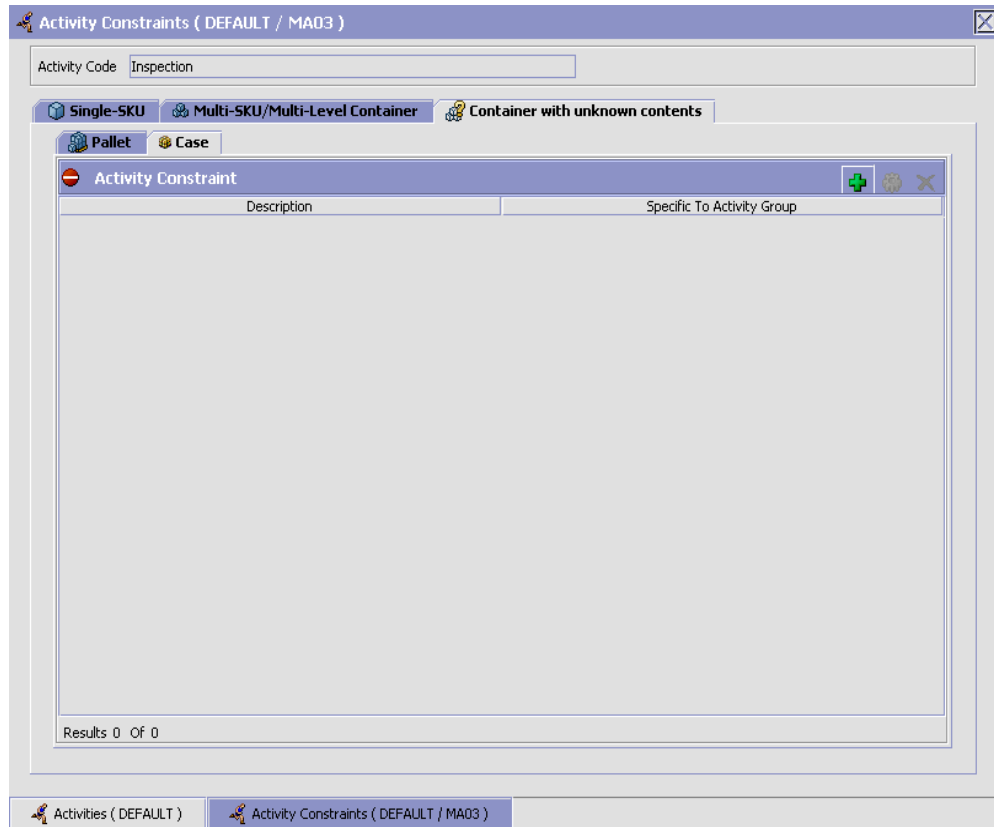 Activity Constraints ( DEFAULT / MA03 )
Activity Code Inspection
Single-SKU Multi-SKU/Multi-Level Container Container with unknown contents
Pallet Case
Activity Constraint
Description Specific To Activity Group
Results 0 Of 0
Activities ( DEFAULT ) Activity Constraints ( DEFAULT / MA03 )